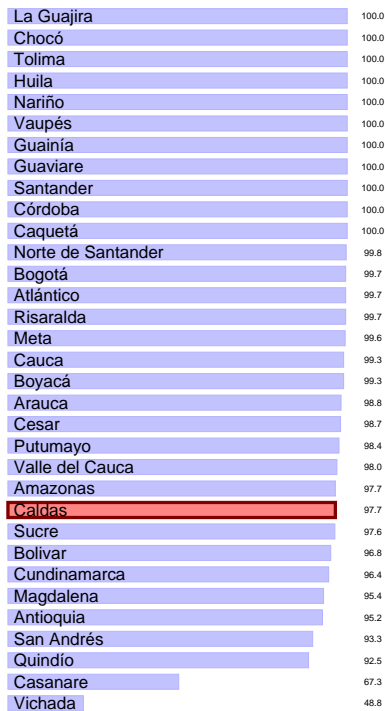 La Guajira 100.0
Chocó 100.0
Tolima 100.0
Huila 100.0
Nariño 100.0
Vaupés 100.0
Guainía 100.0
Guaviare 100.0
Santander 100.0
Córdoba 100.0
Caquetá 100.0
Norte de Santander 99.8
Bogotá 99.7
Atlántico 99.7
Risaralda 99.7
Meta 99.6
Cauca 99.3
Boyacá 99.3
Arauca 98.8
Cesar 98.7
Putumayo 98.4
Valle del Cauca 98.0
Amazonas 97.7
Caldas 97.7
Sucre 97.6
Bolivar 96.8
Cundinamarca 96.4
Magdalena 95.4
Antioquia 95.2
San Andrés 93.3
Quindío 92.5
Casanare 67.3
Vichada 48.8